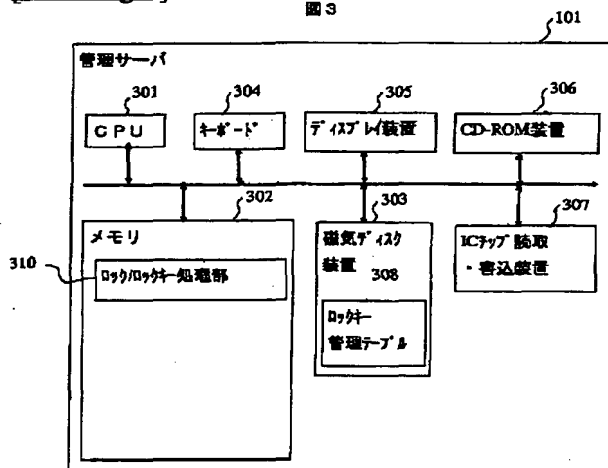 図3
101
管理サーバ
301
304
305
306
CPU
キーボード
ディスプレイ装置
CD-ROM装置
302
303
307
メモリ
磁気ディスク
装置
308
ICチップ読取
・書込装置
310
ロック/ロックキー処理部
ロックキー
管理テーブル